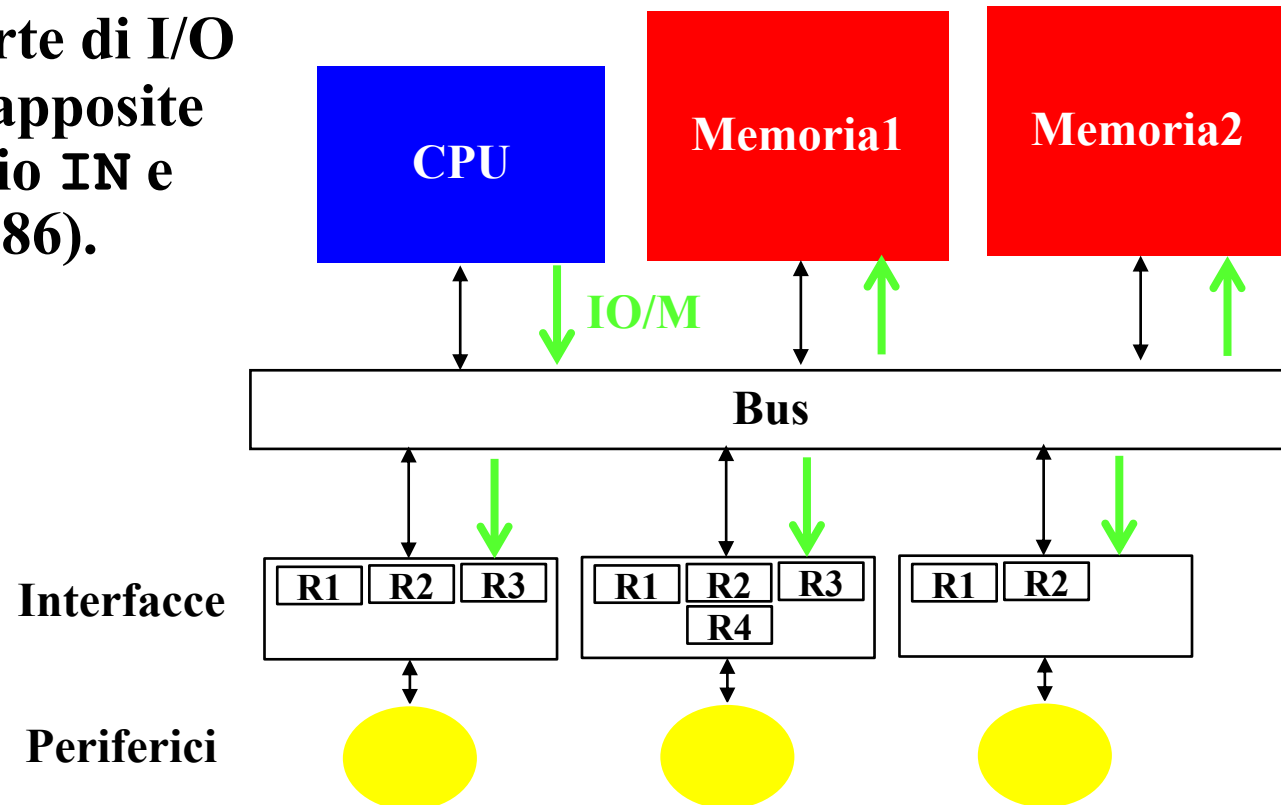 rte di I/O
apposite
io IN e
86).
CPU
Memoria1
Memoria2
IO/M
Bus
Interfacce
R1 R2 R3
R1 R2 R3
R4
R1 R2
Periferici